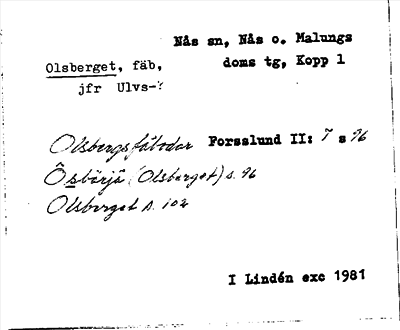 Nås sn, Nås o. Malungs
Olsberget, fäb, doms tg, Kopp l
jfr Ulvs-?
Olsbergsfäbodar Forsslund II: 7 s 96
Ôsbärjä (Olsberget) s. 96
Olsberget s. 102
I Lindén exc 1981